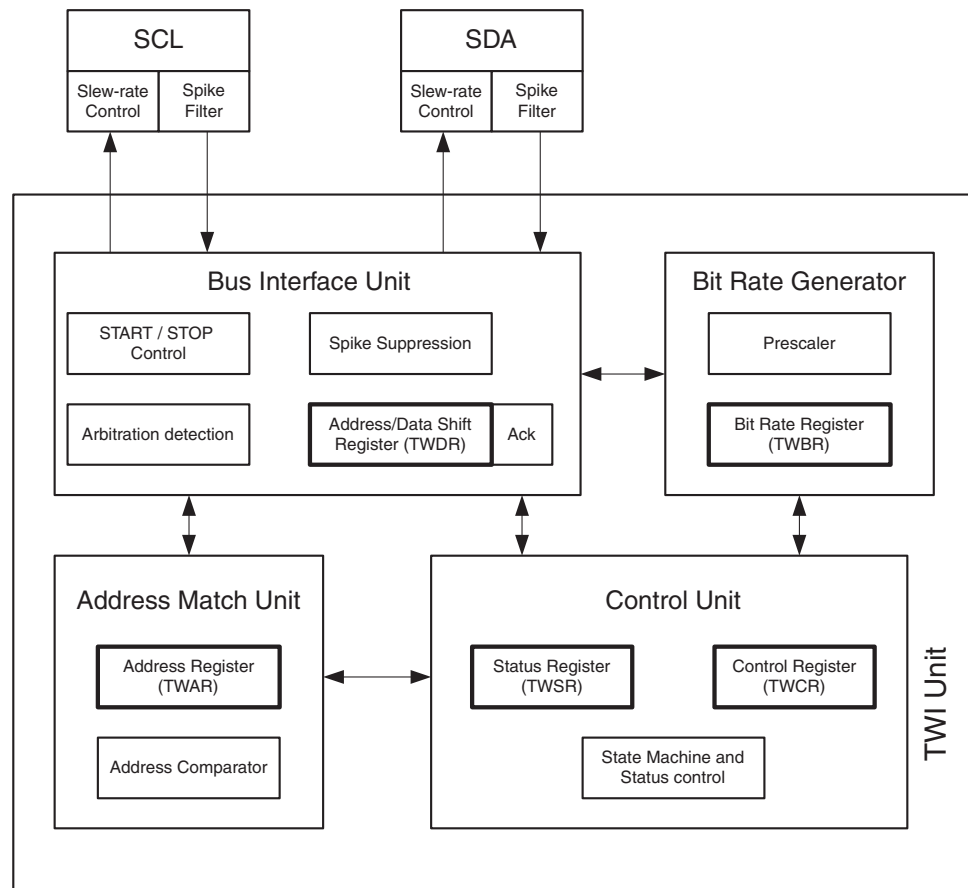 SCL
Slew-rate
Control
Spike
Filter
SDA
Slew-rate
Control
Spike
Filter
Bus Interface Unit
START / STOP
Control
Spike Suppression
Arbitration detection
Address/Data Shift
Register (TWDR)
Ack
Bit Rate Generator
Prescaler
Bit Rate Register
(TWBR)
Address Match Unit
Address Register
(TWAR)
Address Comparator
Control Unit
Status Register
(TWSR)
Control Register
(TWCR)
State Machine and
Status control
TWI Unit